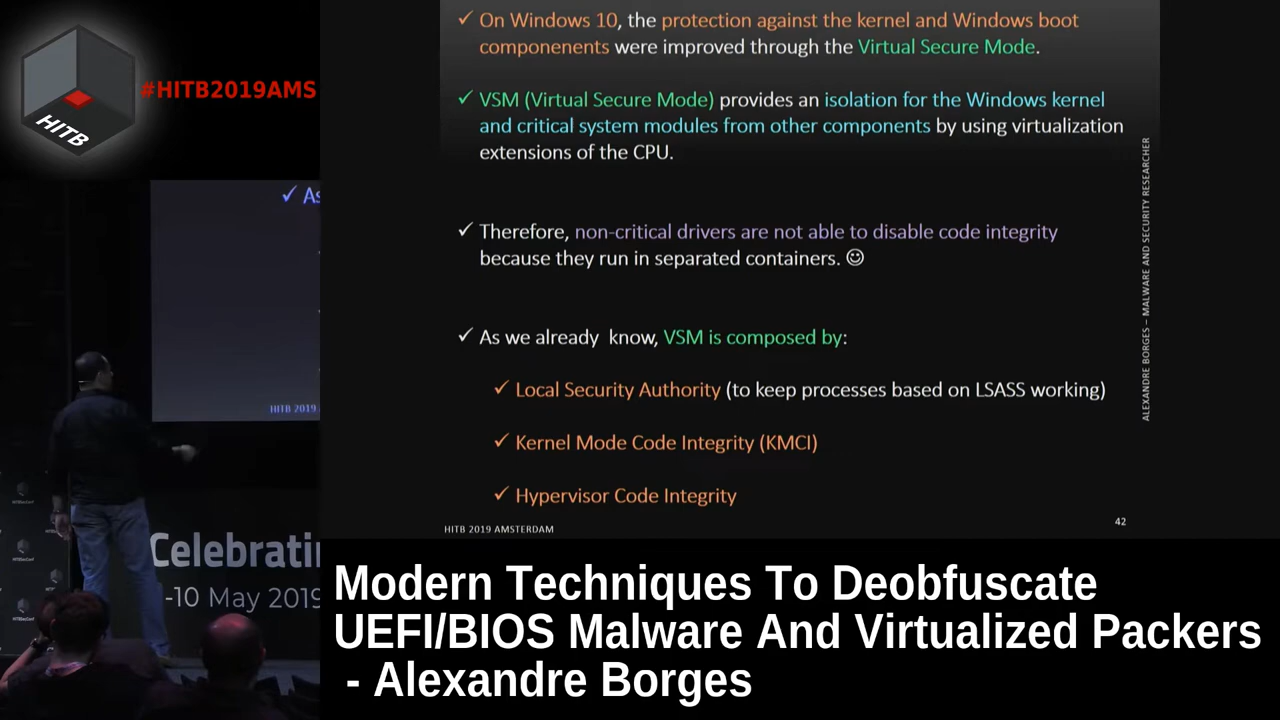 #HITB2019AMS
HITB
✓ As
HITB 2019
Celebratin
-10 May 2019
✓ On Windows 10, the protection against the kernel and Windows boot
componenents were improved through the Virtual Secure Mode.
✓ VSM (Virtual Secure Mode) provides an isolation for the Windows kernel
and critical system modules from other components by using virtualization
extensions of the CPU.
✓ Therefore, non-critical drivers are not able to disable code integrity
because they run in separated containers. ☺
✓ As we already know, VSM is composed by:
✓ Local Security Authority (to keep processes based on LSASS working)
✓ Kernel Mode Code Integrity (KMCI)
✓ Hypervisor Code Integrity
HITB 2019 AMSTERDAM
42
ALEXANDRE BORGES – MALWARE AND SECURITY RESEARCHER
Modern Techniques To Deobfuscate
UEFI/BIOS Malware And Virtualized Packers
- Alexandre Borges